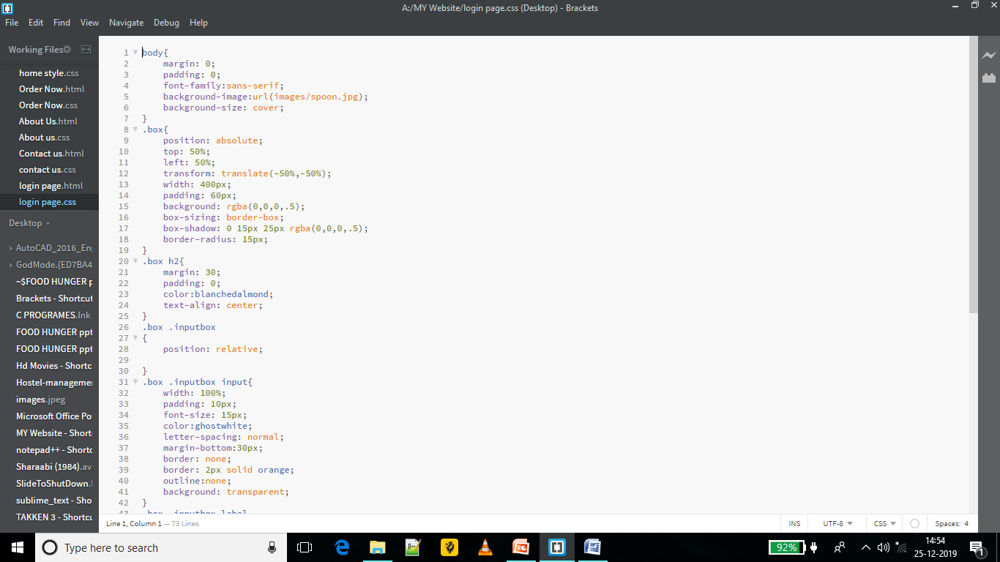 A:/MY Website/login page.css (Desktop) - Brackets
File Edit Find View Navigate Debug Help
Working Files
home style.css
Order Now.html
Order Now.css
About Us.html
About us.css
Contact us.html
contact us.css
login page.html
login page.css
Desktop
AutoCAD_2016_En
GodMode.{ED7BA4
~$FOOD HUNGER p
Brackets - Shortcut
C PROGRAMES.lnk
FOOD HUNGER ppt
FOOD HUNGER ppt
Hd Movies - Shortc
Hostel-managemen
images.jpeg
Microsoft Office Po
MY Website - Short
notepad++ - Shortc
Sharaabi (1984).av
SlideToShutDown.
sublime_text - Sho
TAKKEN 3 - Shortcu
1 body{
2 margin: 0;
3 padding: 0;
4 font-family:sans-serif;
5 background-image:url(images/spoon.jpg);
6 background-size: cover;
7 }
8 .box{
9 position: absolute;
10 top: 50%;
11 left: 50%;
12 transform: translate(-50%,-50%);
13 width: 400px;
14 padding: 60px;
15 background: rgba(0,0,0,.5);
16 box-sizing: border-box;
17 box-shadow: 0 15px 25px rgba(0,0,0,.5);
18 border-radius: 15px;
19 }
20 .box h2{
21 margin: 30;
22 padding: 0;
23 color:blanchedalmond;
24 text-align: center;
25 }
26 .box .inputbox
27 {
28 position: relative;
29
30 }
31 .box .inputbox input{
32 width: 100%;
33 padding: 10px;
34 font-size: 15px;
35 color:ghostwhite;
36 letter-spacing: normal;
37 margin-bottom:30px;
38 border: none;
39 border: 2px solid orange;
40 outline:none;
41 background: transparent;
42 }
43 .box .inputbox label
Line 1, Column 1 — 73 Lines
INS UTF-8 CSS Spaces: 4
Type here to search
92%
14:54
25-12-2019
1